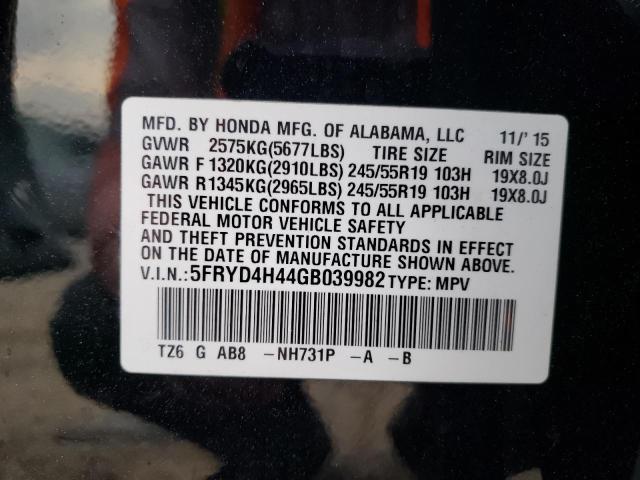 MFD. BY HONDA MFG. OF ALABAMA, LLC 11/'15
GVWR 2575KG(5677LBS) TIRE SIZE RIM SIZE
GAWR F 1320KG(2910LBS) 245/55R19 103H 19X8.0J
GAWR R 1345KG(2965LBS) 245/55R19 103H 19X8.0J
THIS VEHICLE CONFORMS TO ALL APPLICABLE
FEDERAL MOTOR VEHICLE SAFETY
AND THEFT PREVENTION STANDARDS IN EFFECT
ON THE DATE OF MANUFACTURE SHOWN ABOVE.
V.I.N.: 5FRYD4H44GB039982 TYPE: MPV
TZ6 G AB8 -NH731P -A -B